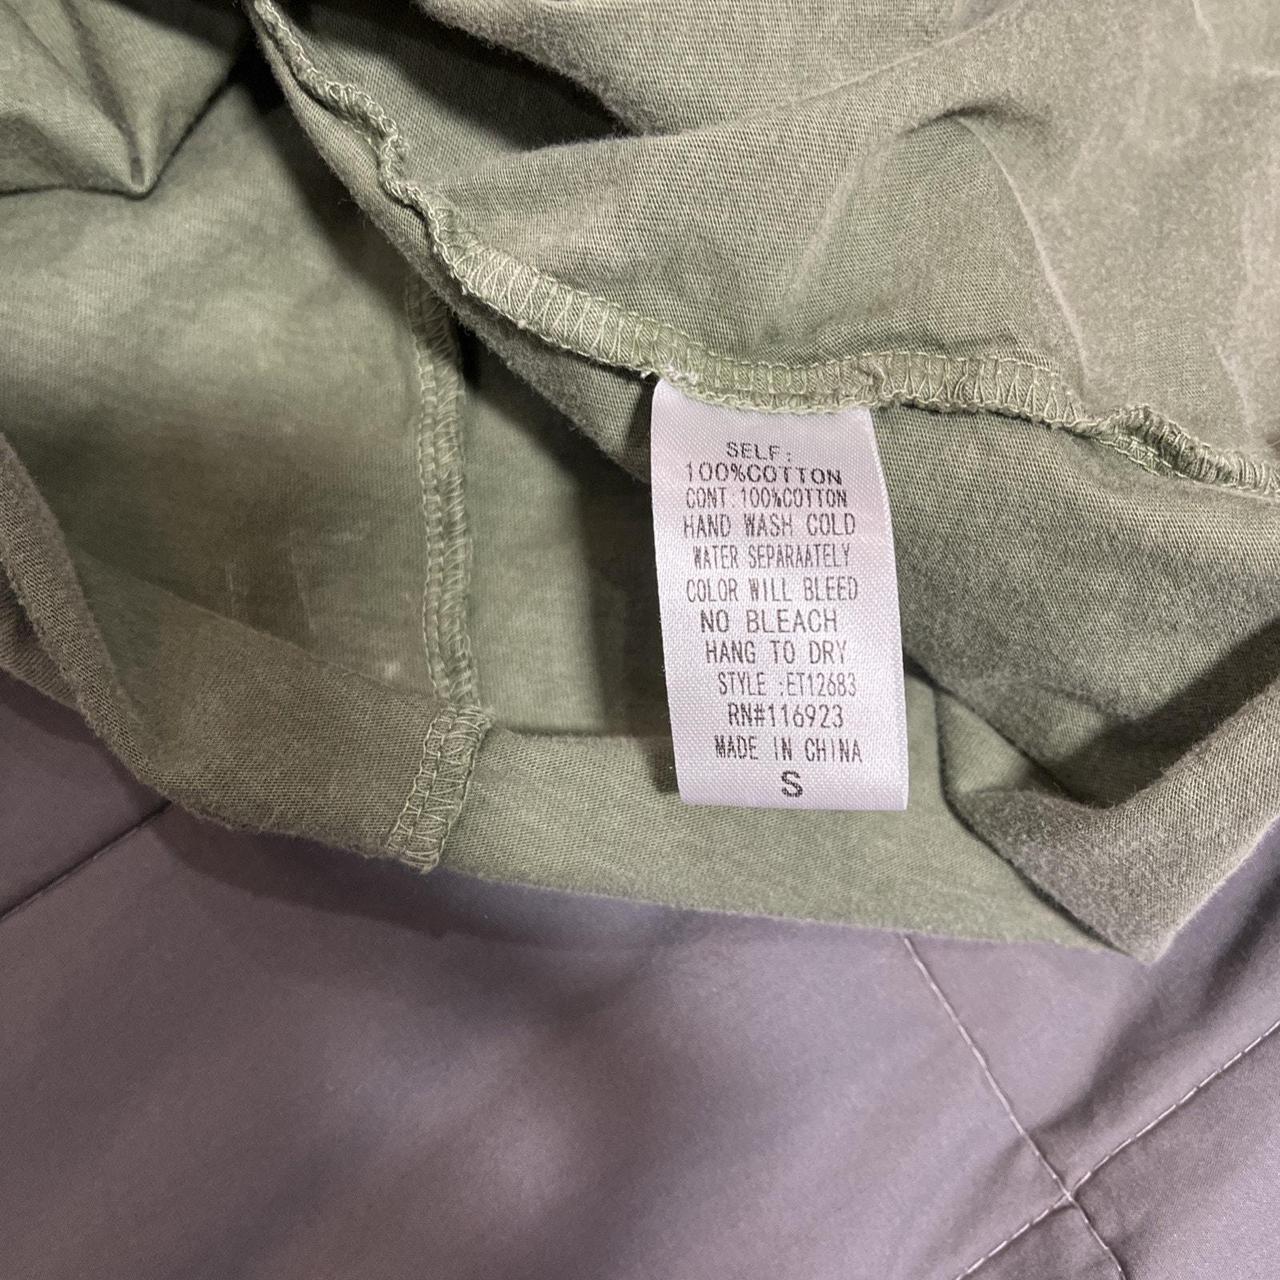 SELF:
100%COTTON
CONT:100%COTTON
HAND WASH COLD
WATER SEPARAATELY
COLOR WILL BLEED
NO BLEACH
HANG TO DRY
STYLE :ET12683
RN#116923
MADE IN CHINA
S